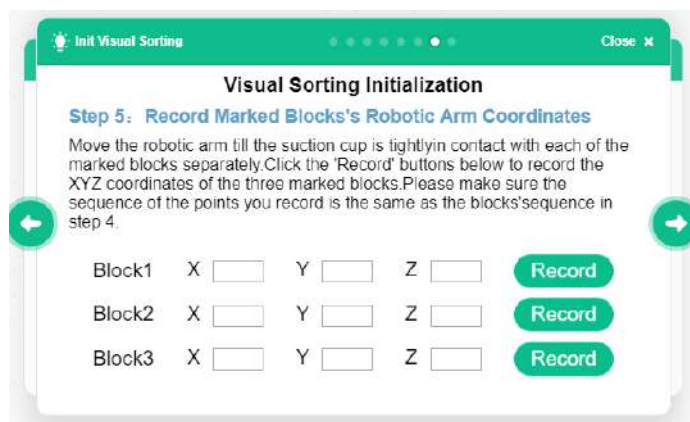 Init Visual Sorting Close ×
Visual Sorting Initialization
Step 5: Record Marked Blocks's Robotic Arm Coordinates
Move the robotic arm till the suction cup is tightlyin contact with each of the
marked blocks separately.Click the 'Record' buttons below to record the
XYZ coordinates of the three marked blocks.Please make sure the
sequence of the points you record is the same as the blocks'sequence in
step 4.
Block1 X Y Z Record
Block2 X Y Z Record
Block3 X Y Z Record